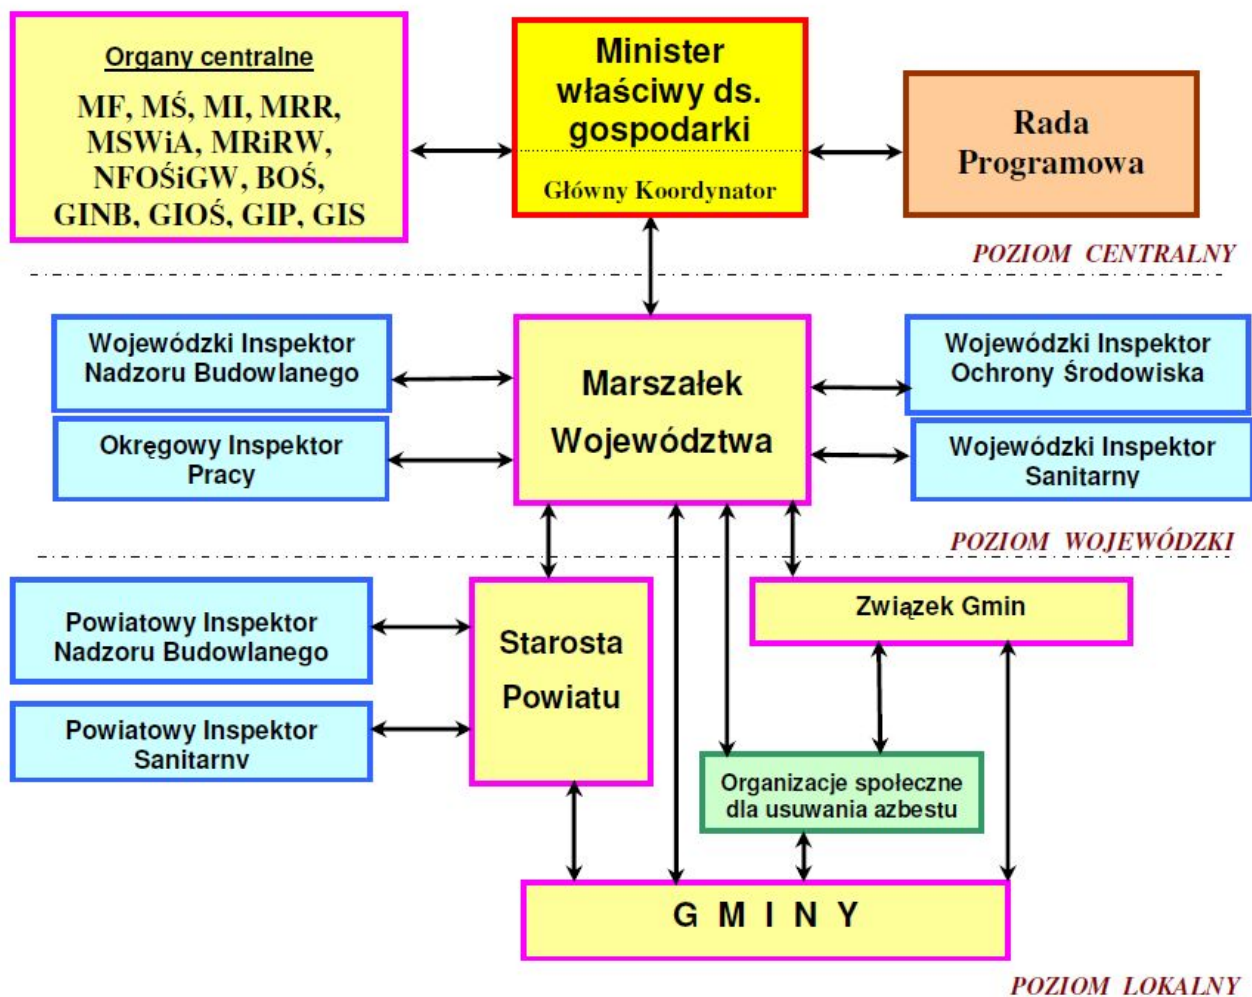 Organy centralne
MF, MŚ, MI, MRR,
MSWiA, MRiRW,
NFOŚiGW, BOŚ,
GINB, GIOŚ, GIP, GIS
Minister
właściwy ds.
gospodarki
Główny Koordynator
Rada
Programowa
POZIOM CENTRALNY
Wojewódzki Inspektor
Nadzoru Budowlanego
Okręgowy Inspektor
Pracy
Marszałek
Województwa
Wojewódzki Inspektor
Ochrony Środowiska
Wojewódzki Inspektor
Sanitarny
POZIOM WOJEWÓDZKI
Powiatowy Inspektor
Nadzoru Budowlanego
Powiatowy Inspektor
Sanitarny
Starosta
Powiatu
Związek Gmin
Organizacje społeczne
dla usuwania azbestu
G M I N Y
POZIOM LOKALNY